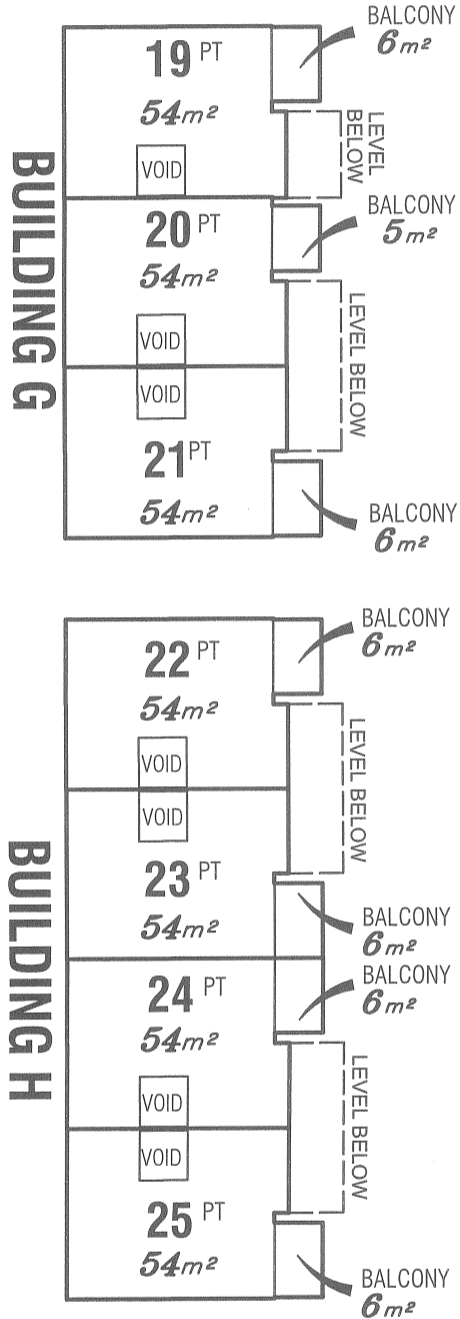 BUILDING G
19 PT
54m²
VOID
BALCONY
6m²
LEVEL
BELOW
20 PT
54m²
VOID
BALCONY
5m²
LEVEL BELOW
VOID
21 PT
54m²
BALCONY
6m²
BUILDING H
22 PT
54m²
VOID
BALCONY
6m²
LEVEL BELOW
VOID
23 PT
54m²
BALCONY
6m²
24 PT
54m²
VOID
BALCONY
6m²
LEVEL BELOW
VOID
25 PT
54m²
BALCONY
6m²